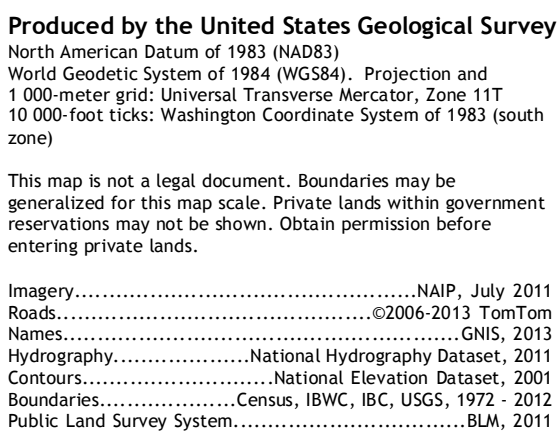 Produced by the United States Geological Survey
North American Datum of 1983 (NAD83)
World Geodetic System of 1984 (WGS84). Projection and
1 000-meter grid: Universal Transverse Mercator, Zone 11T
10 000-foot ticks: Washington Coordinate System of 1983 (south
zone)
This map is not a legal document. Boundaries may be
generalized for this map scale. Private lands within government
reservations may not be shown. Obtain permission before
entering private lands.
Imagery................................................NAIP, July 2011
Roads............................................©2006-2013 TomTom
Names........................................................GNIS, 2013
Hydrography...................National Hydrography Dataset, 2011
Contours...........................National Elevation Dataset, 2001
Boundaries...................Census, IBWC, IBC, USGS, 1972 - 2012
Public Land Survey System.................................BLM, 2011